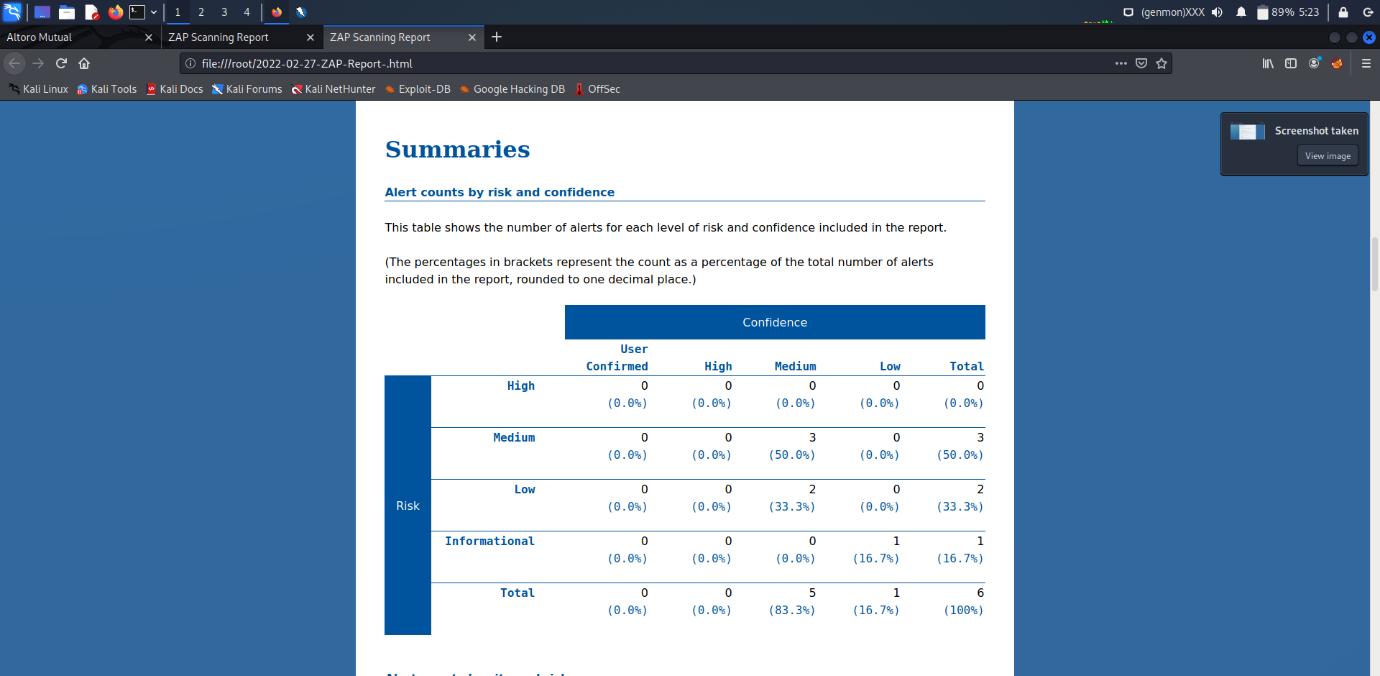 1 2 3 4 (genmon)XXX 89% 5:23
Altoro Mutual ZAP Scanning Report ZAP Scanning Report
file:///root/2022-02-27-ZAP-Report-.html
Kali Linux Kali Tools Kali Docs Kali Forums Kali NetHunter Exploit-DB Google Hacking DB OffSec
Screenshot taken
View image
Summaries
Alert counts by risk and confidence
This table shows the number of alerts for each level of risk and confidence included in the report.
(The percentages in brackets represent the count as a percentage of the total number of alerts
included in the report, rounded to one decimal place.)
Confidence
User
Confirmed High Medium Low Total
High 0 0 0 0 0
(0.0%) (0.0%) (0.0%) (0.0%) (0.0%)
Medium 0 0 3 0 3
(0.0%) (0.0%) (50.0%) (0.0%) (50.0%)
Low 0 0 2 0 2
Risk (0.0%) (0.0%) (33.3%) (0.0%) (33.3%)
Informational 0 0 0 1 1
(0.0%) (0.0%) (0.0%) (16.7%) (16.7%)
Total 0 0 5 1 6
(0.0%) (0.0%) (83.3%) (16.7%) (100%)